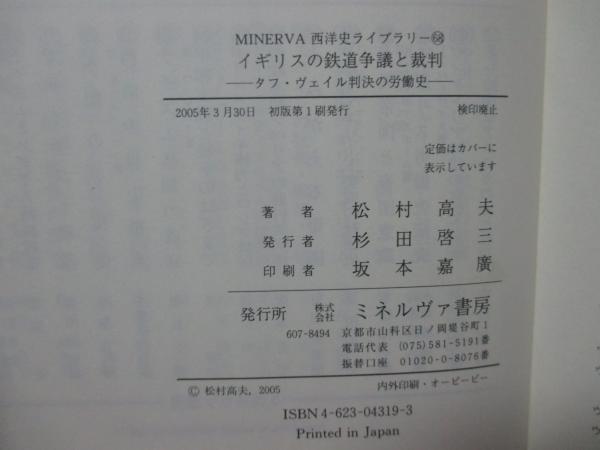 MINERVA 西洋史ライブラリー68
イギリスの鉄道争議と裁判
——タフ・ヴェイル判決の労働史——
2005年3月30日 初版第1刷発行 検印廃止
定価はカバーに
表示しています
著者 松村高夫
発行者 杉田啓三
印刷者 坂本嘉廣
発行所 株式会社 ミネルヴァ書房
607-8494 京都市山科区日ノ岡堤谷町1
電話代表 (075)581-5191番
振替口座 01020-0-8076番
© 松村高夫, 2005 内外印刷・オービービー
ISBN 4-623-04319-3
Printed in Japan